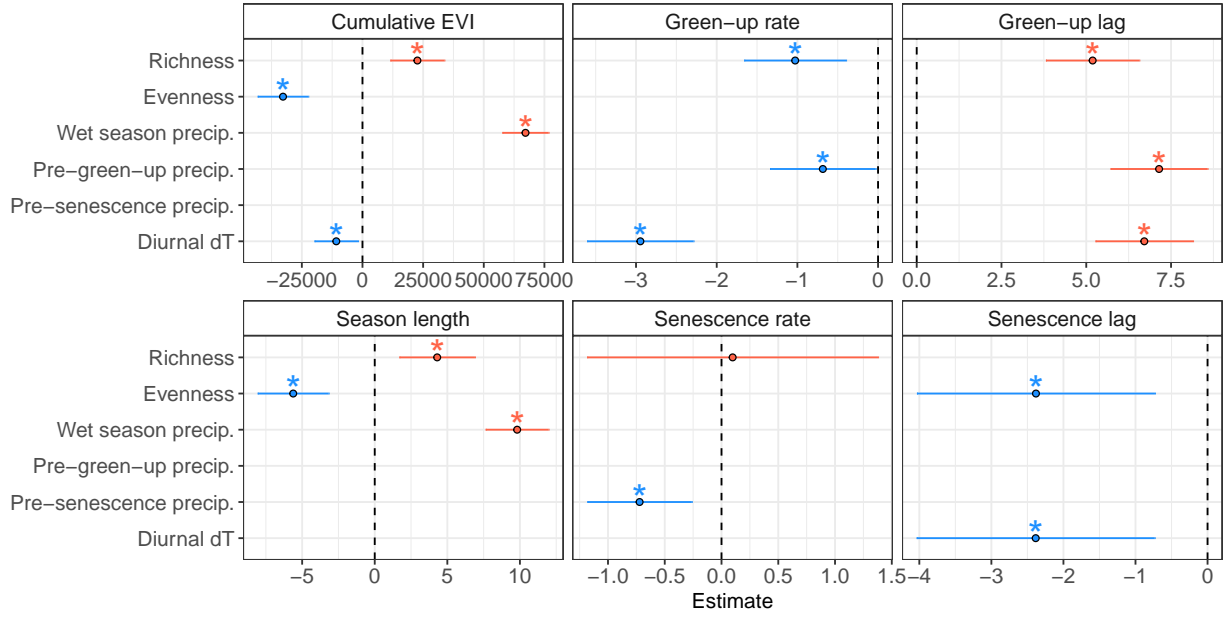 Cumulative EVI Green−up rate Green−up lag
Richness * * *
Evenness *
Wet season precip. *
Pre−green−up precip. * *
Pre−senescence precip.
Diurnal dT * * *
−25000 0 25000 50000 75000 −3 −2 −1 0 0.0 2.5 5.0 7.5
Season length Senescence rate Senescence lag
Richness *
Evenness * *
Wet season precip. *
Pre−green−up precip.
Pre−senescence precip. *
Diurnal dT *
−5 0 5 10 −1.0 −0.5 0.0 0.5 1.0 1.5 −4 −3 −2 −1 0
Estimate